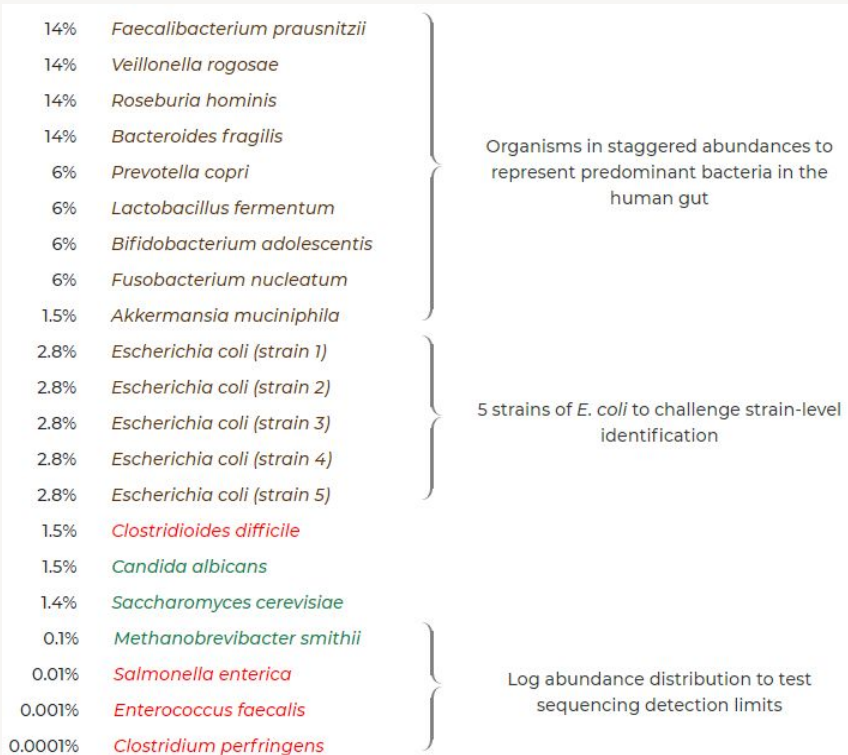 14% Faecalibacterium prausnitzii
14% Veillonella rogosae
14% Roseburia hominis
14% Bacteroides fragilis
6% Prevotella copri
6% Lactobacillus fermentum
6% Bifidobacterium adolescentis
6% Fusobacterium nucleatum
1.5% Akkermansia muciniphila
Organisms in staggered abundances to
represent predominant bacteria in the
human gut
2.8% Escherichia coli (strain 1)
2.8% Escherichia coli (strain 2)
2.8% Escherichia coli (strain 3)
2.8% Escherichia coli (strain 4)
2.8% Escherichia coli (strain 5)
5 strains of E. coli to challenge strain-level
identification
1.5% Clostridioides difficile
1.5% Candida albicans
1.4% Saccharomyces cerevisiae
0.1% Methanobrevibacter smithii
0.01% Salmonella enterica
0.001% Enterococcus faecalis
0.0001% Clostridium perfringens
Log abundance distribution to test
sequencing detection limits